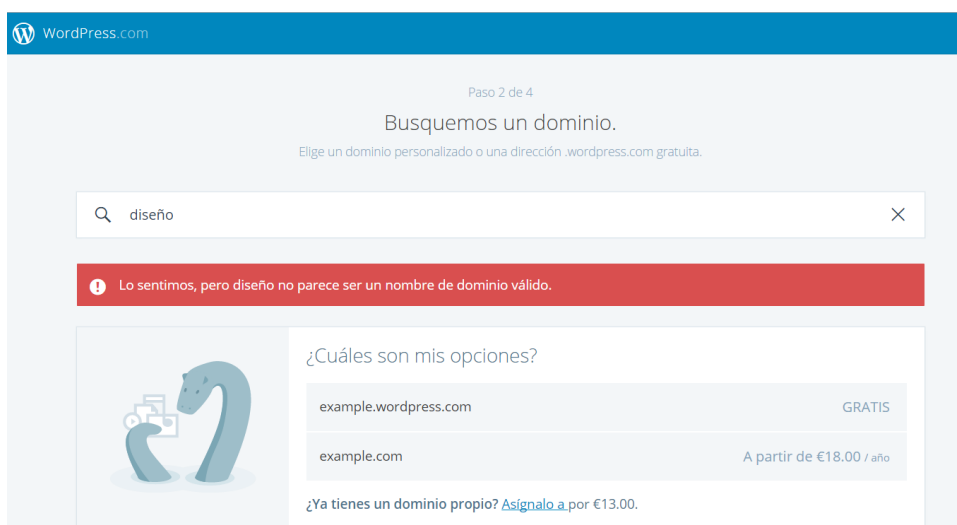 WordPress.com
Paso 2 de 4
Busquemos un dominio.
Elige un dominio personalizado o una dirección .wordpress.com gratuita.
diseño
Lo sentimos, pero diseño no parece ser un nombre de dominio válido.
¿Cuáles son mis opciones?
example.wordpress.com GRATIS
example.com A partir de €18.00 / año
¿Ya tienes un dominio propio? Asígnalo a por €13.00.